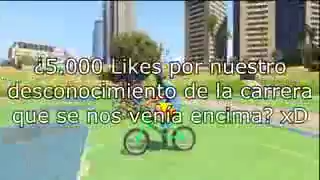 ¿5.000 Likes por nuestro
desconocimiento de la carrera
que se nos venía encima? xD